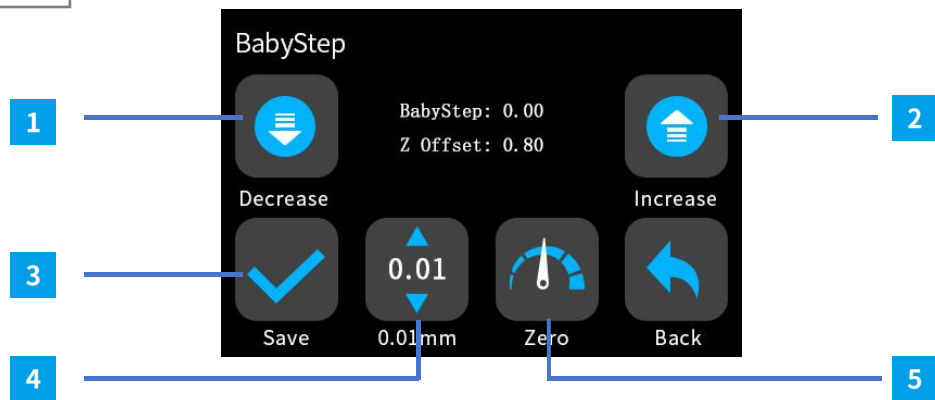 BabyStep
1
BabyStep: 0.00
2
Z Offset: 0.80
Decrease
Increase
3
0.01
Save
0.01mm
Zero
Back
4
5